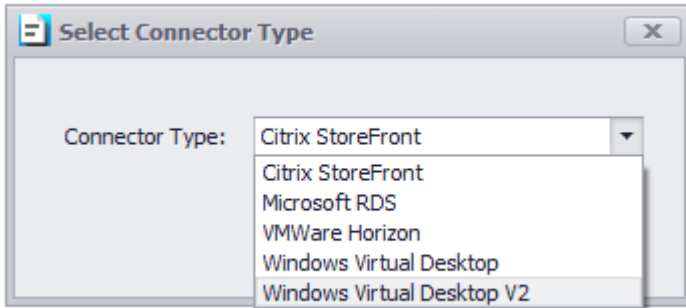 Select Connector Type
Connector Type: Citrix StoreFront
Citrix StoreFront
Microsoft RDS
VMWare Horizon
Windows Virtual Desktop
Windows Virtual Desktop V2